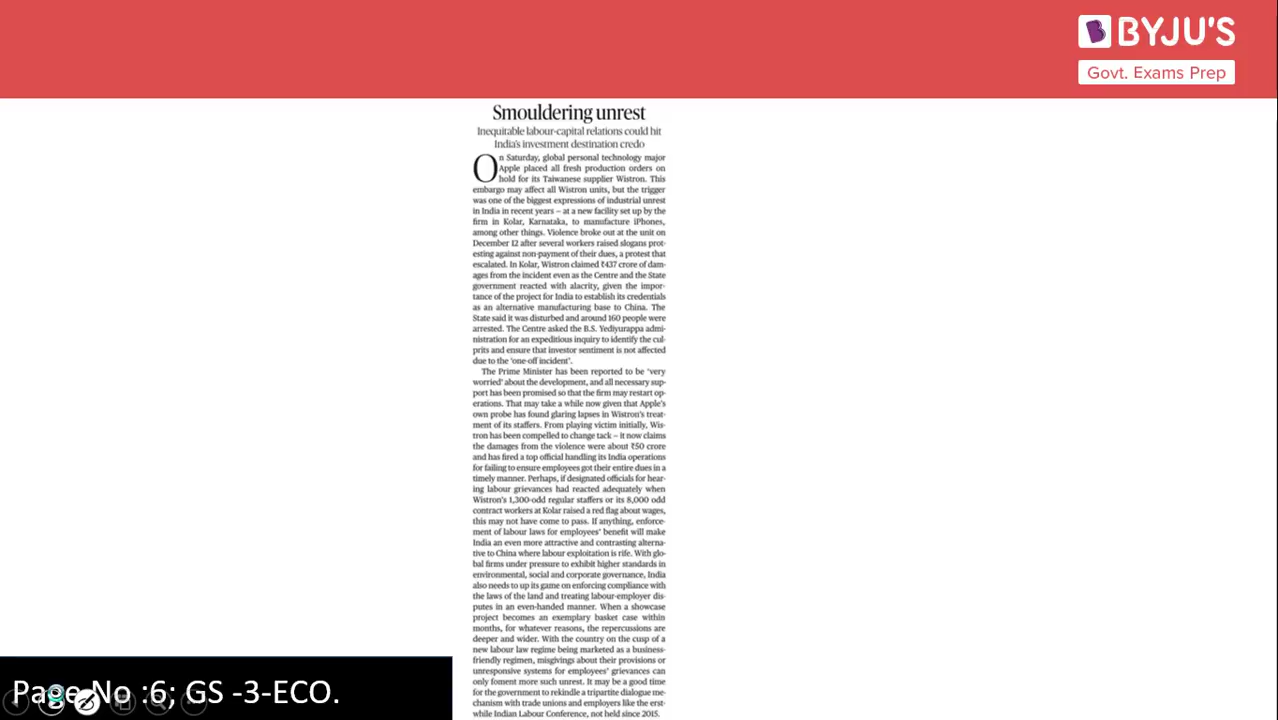 BYJU'S
Govt. Exams Prep
Smouldering unrest
Inequitable labour-capital relations could hit
India's investment destination credo
On Saturday, global personal technology major
Apple placed all fresh production orders on
hold for its Taiwanese supplier Wistron. This
embargo may affect all Wistron units, but the trigger
was one of the biggest expressions of industrial unrest
in India in recent years – at a new facility set up by the
firm in Kolar, Karnataka, to manufacture iPhones,
among other things. Violence broke out at the unit on
December 12 after several workers raised slogans prot-
esting against non-payment of their dues, a protest that
escalated. In Kolar, Wistron claimed ₹437 crore of dam-
ages from the incident even as the Centre and the State
government reacted with alacrity, given the impor-
tance of the project for India to establish its credentials
as an alternative manufacturing base to China. The
State said it was disturbed and around 160 people were
arrested. The Centre asked the B.S. Yediyurappa admi-
nistration for an expeditious inquiry to identify the cul-
prits and ensure that investor sentiment is not affected
due to the 'one-off incident'.
The Prime Minister has been reported to be 'very
worried' about the development, and all necessary sup-
port has been promised so that the firm may restart op-
erations. That may take a while now given that Apple's
own probe has found glaring lapses in Wistron's treat-
ment of its staffers. From playing victim initially, Wis-
tron has been compelled to change tack – it now claims
the damages from the violence were about ₹50 crore
and has fired a top official handling its India operations
for failing to ensure employees got their entire dues in a
timely manner. Perhaps, if designated officials for hear-
ing labour grievances had reacted adequately when
Wistron's 1,300-odd regular staffers or its 8,000 odd
contract workers at Kolar raised a red flag about wages,
this may not have come to pass. If anything, enforce-
ment of labour laws for employees' benefit will make
India an even more attractive and contrasting alterna-
tive to China where labour exploitation is rife. With glo-
bal firms under pressure to exhibit higher standards in
environmental, social and corporate governance, India
also needs to up its game on enforcing compliance with
the laws of the land and treating labour-employer dis-
putes in an even-handed manner. When a showcase
project becomes an exemplary basket case within
months, for whatever reasons, the repercussions are
deeper and wider. With the country on the cusp of a
new labour law regime being marketed as a business-
friendly regimen, misgivings about their provisions or
unresponsive systems for employees' grievances can
only foment more such unrest. It may be a good time
for the government to rekindle a tripartite dialogue me-
chanism with trade unions and employers like the erst-
while Indian Labour Conference, not held since 2015.
Page No :6; GS -3-ECO.